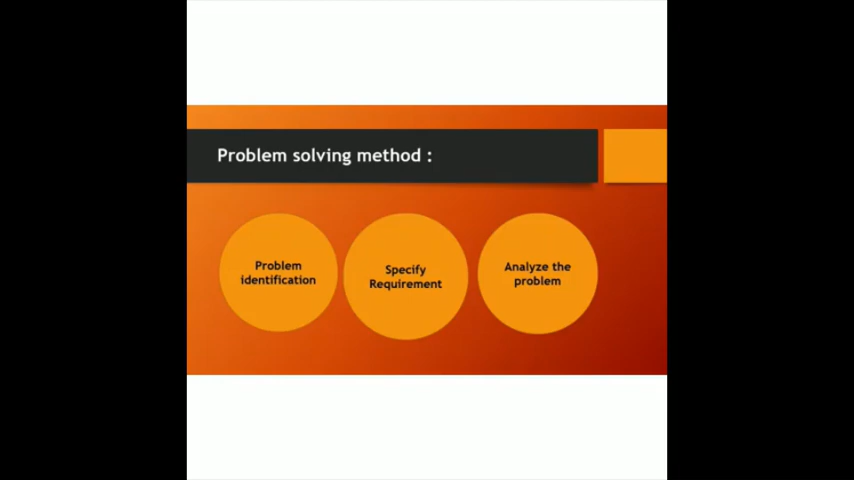 Problem solving method :
Problem
identification
Specify
Requirement
Analyze the
problem